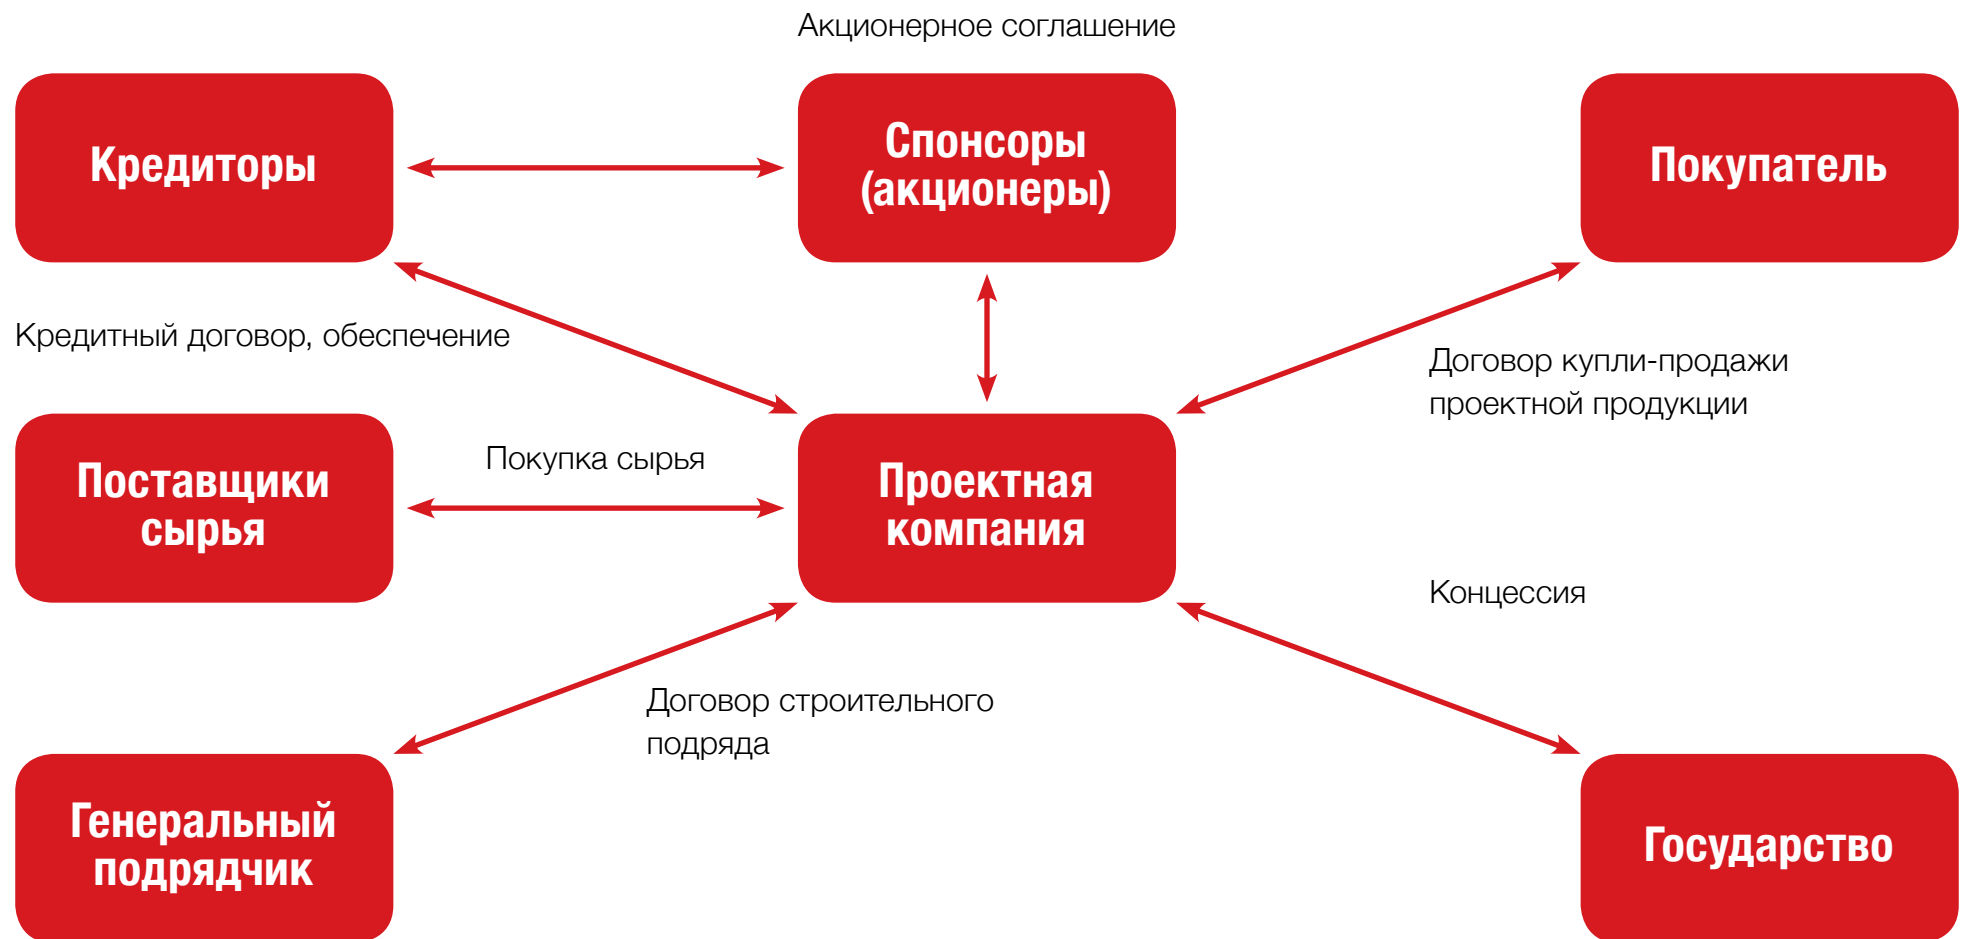 Акционерное соглашение
Кредиторы
Спонсоры
(акционеры)
Покупатель
Кредитный договор, обеспечение
Договор купли-продажи
проектной продукции
Поставщики
сырья
Покупка сырья
Проектная
компания
Концессия
Договор строительного
подряда
Генеральный
подрядчик
Государство